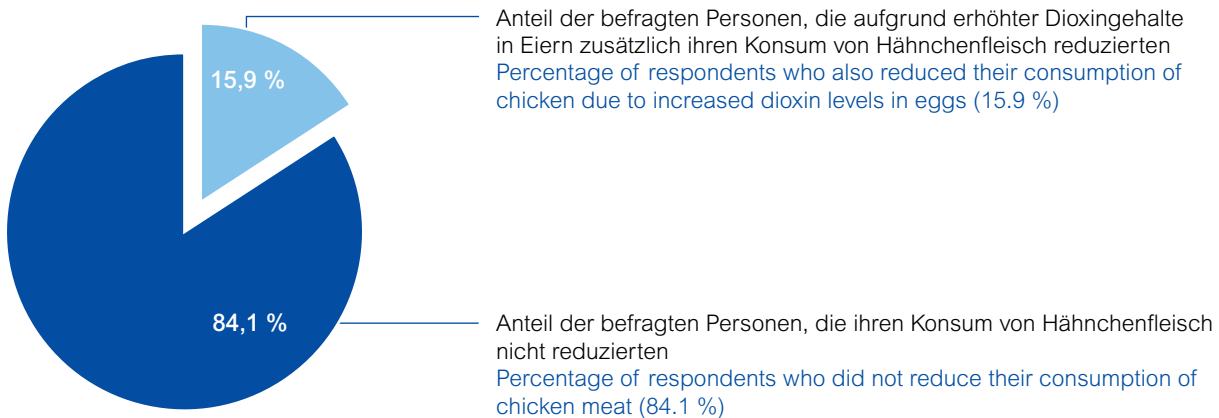 Anteil der befragten Personen, die aufgrund erhöhter Dioxingehalte
in Eiern zusätzlich ihren Konsum von Hähnchenfleisch reduzierten
Percentage of respondents who also reduced their consumption of
chicken due to increased dioxin levels in eggs (15.9 %)
15,9 %
84,1 %
Anteil der befragten Personen, die ihren Konsum von Hähnchenfleisch
nicht reduzierten
Percentage of respondents who did not reduce their consumption of
chicken meat (84.1 %)